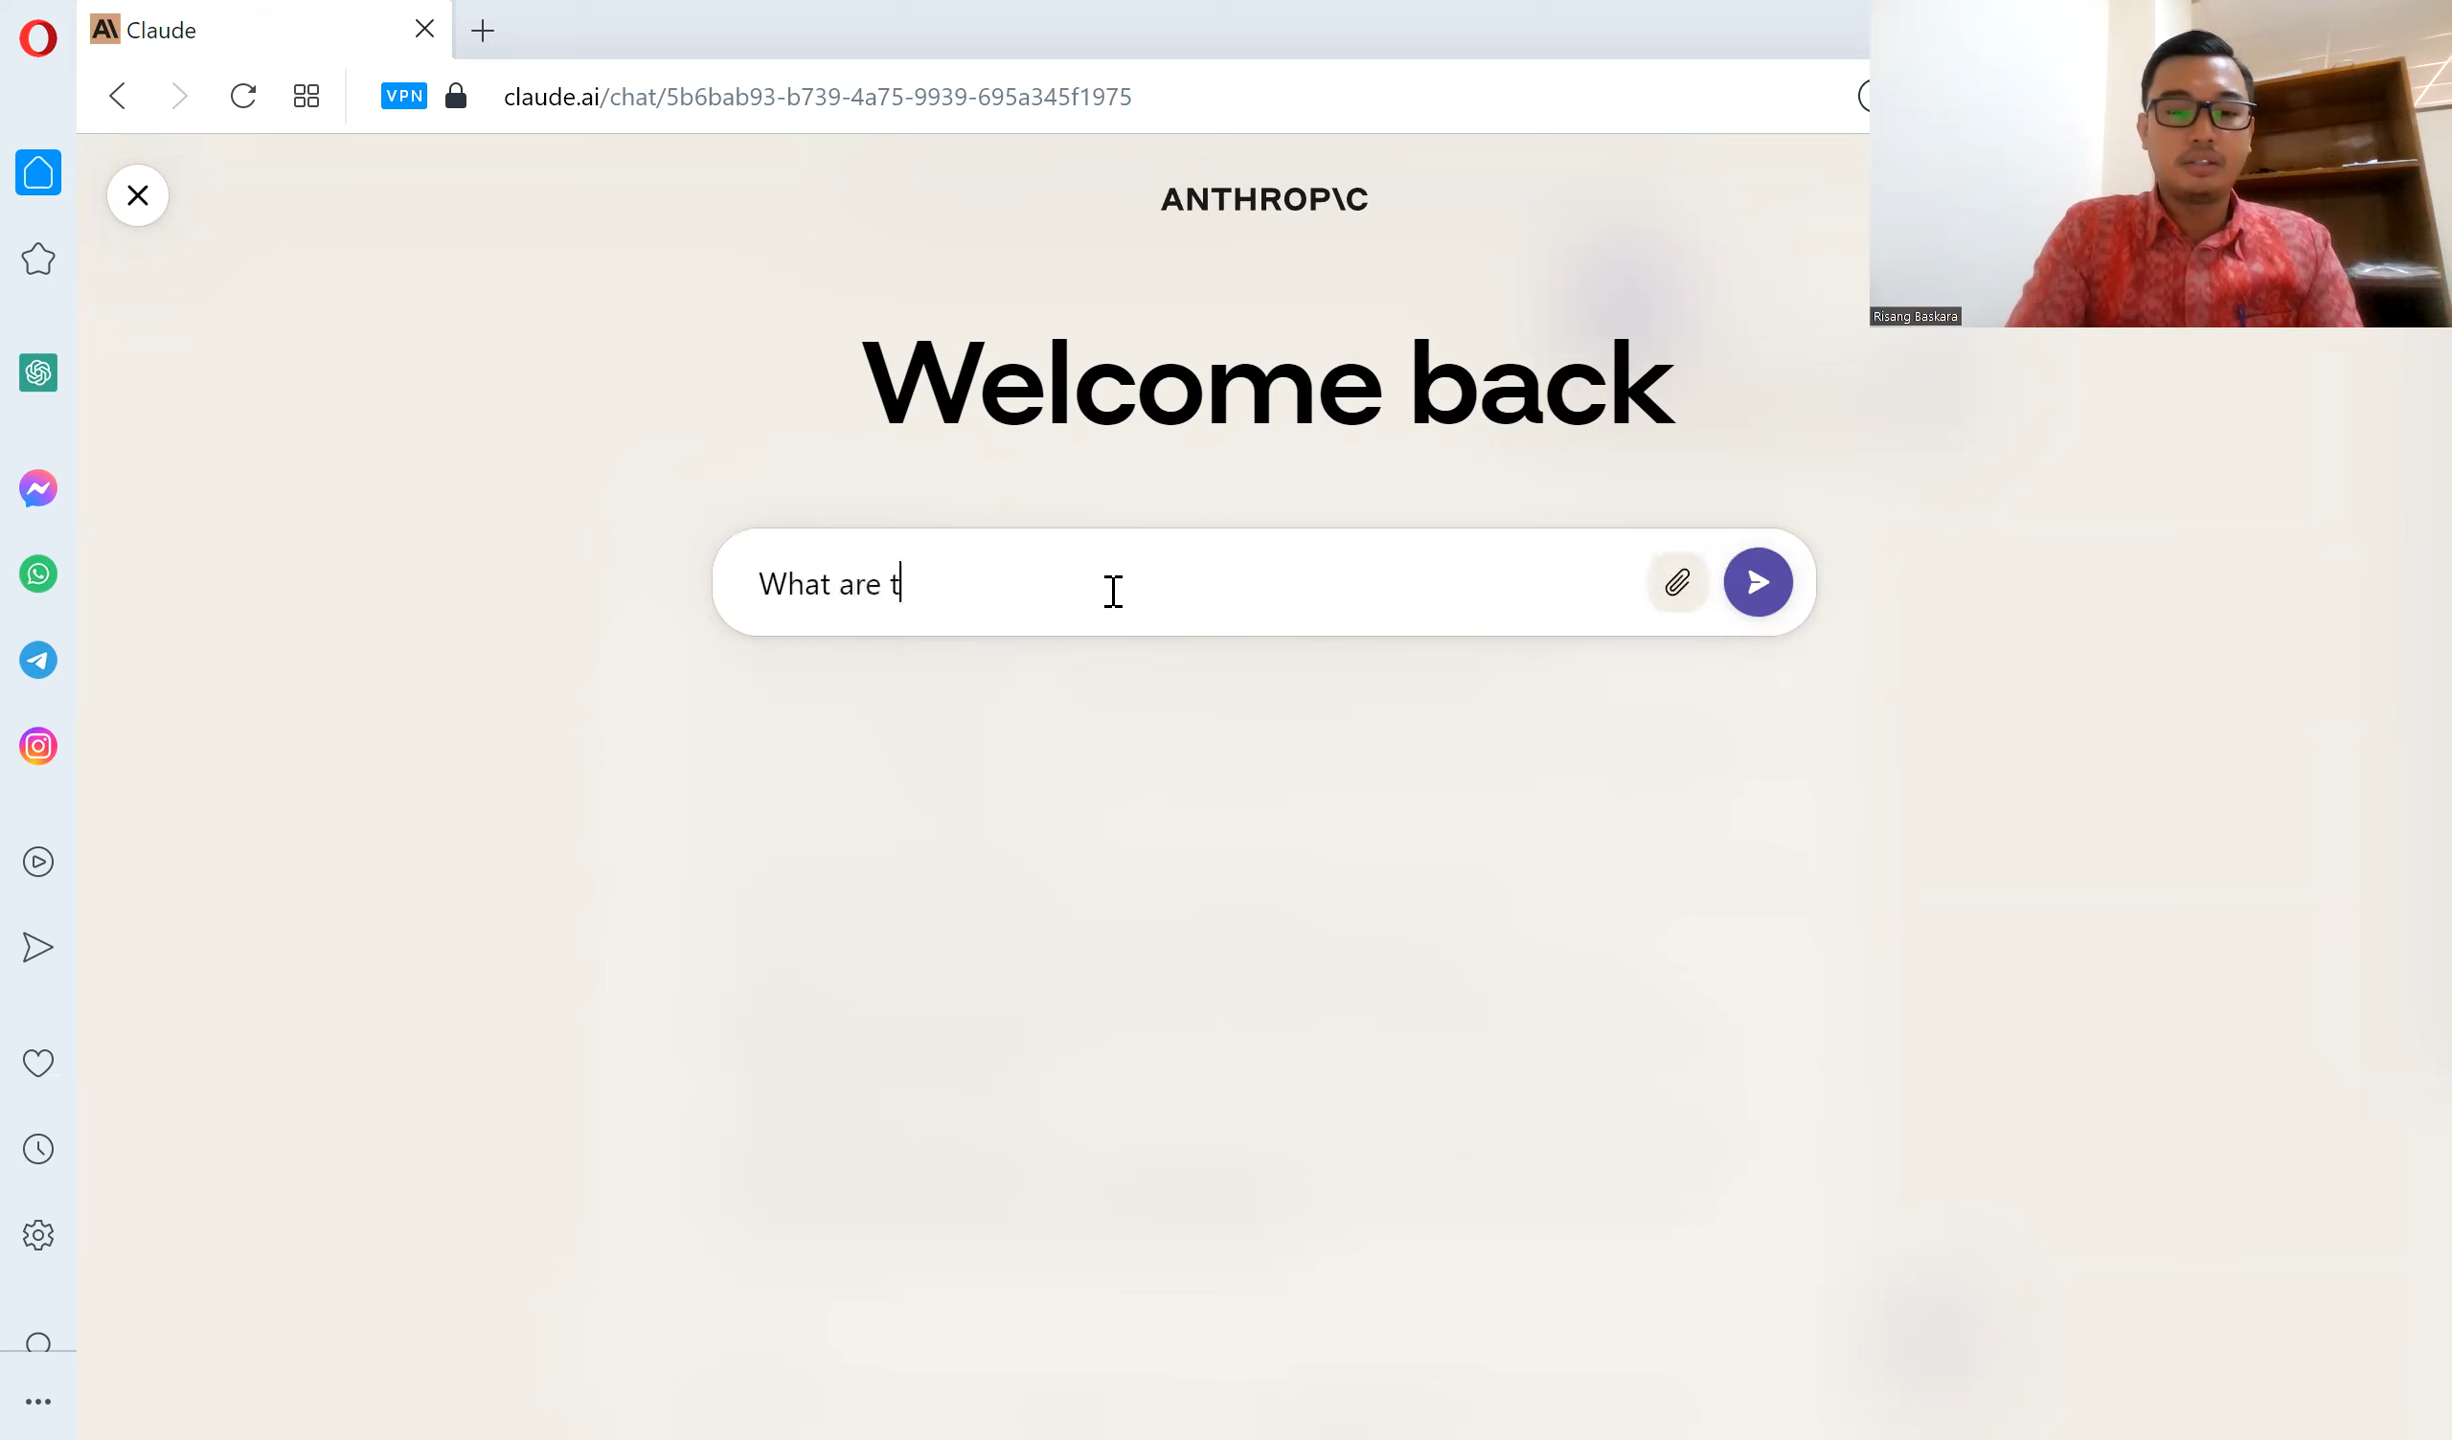 Claude
VPN
claude.ai/chat/5b6bab93-b739-4a75-9939-695a345f1975
Risang Baskara
ANTHROP\C
Welcome back
What are t